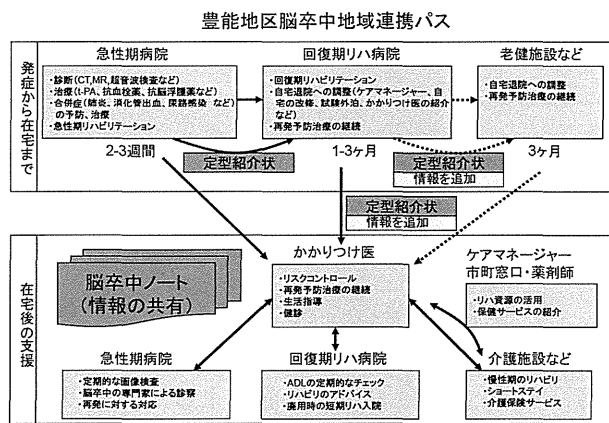 豊能地区脳卒中地域連携パス
発症から在宅まで
急性期病院
・診断(CT,MR,超音波検査など)
・治療(t-PA、抗血栓薬、抗脳浮腫薬など)
・合併症(肺炎、消化管出血、尿路感染 など)
の予防、治療
・急性期リハビリテーション
2-3週間
回復期リハ病院
・回復期リハビリテーション
・自宅退院への調整(ケアマネージャー、自
宅の改修、試験外泊、かかりつけ医の紹介
など)
・再発予防治療の継続
1-3ヶ月
老健施設など
・自宅退院への調整
・再発予防治療の継続
3ヶ月
定型紹介状
定型紹介状
情報を追加
定型紹介状
情報を追加
在宅後の支援
脳卒中ノート
(情報の共有)
かかりつけ医
・リスクコントロール
・再発予防治療の継続
・生活指導
・健診
ケアマネージャー
市町窓口・薬剤師
・リハ資源の活用
・保健サービスの紹介
急性期病院
・定期的な画像検査
・脳卒中の専門家による診察
・再発に対する対応
回復期リハ病院
・ADLの定期的なチェック
・リハビリのアドバイス
・廃用時の短期リハ入院
介護施設など
・慢性期のリハビリ
・ショートステイ
・介護保険サービス